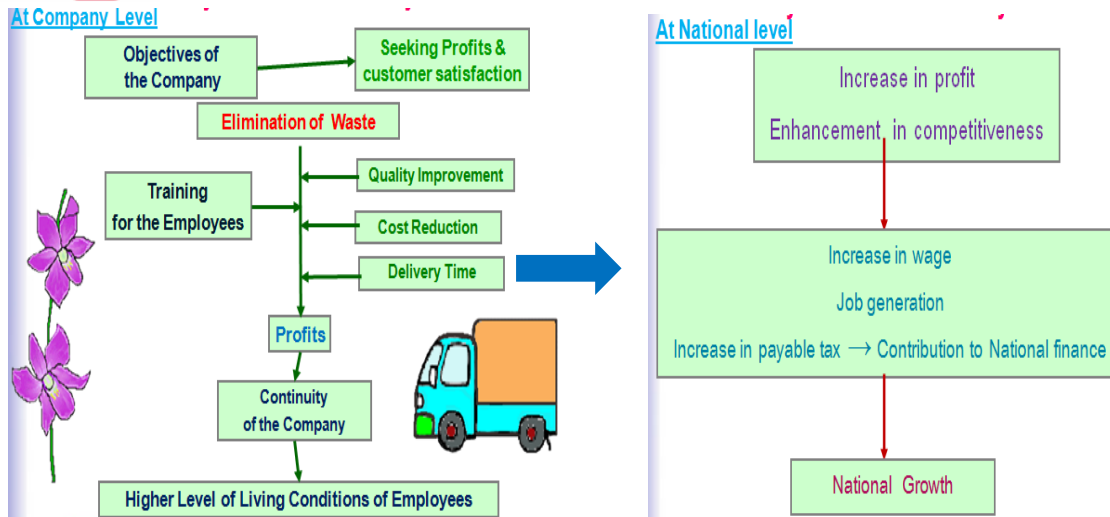 At Company Level
Objectives of
the Company
Seeking Profits &
customer satisfaction
Elimination of Waste
Quality Improvement
Training
for the Employees
Cost Reduction
Delivery Time
Profits
Continuity
of the Company
Higher Level of Living Conditions of Employees
At National level
Increase in profit
Enhancement in competitiveness
Increase in wage
Job generation
Increase in payable tax → Contribution to National finance
National Growth